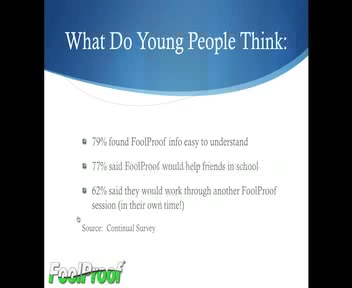 What Do Young People Think:
79% found FoolProof info easy to understand
77% said FoolProof would help friends in school
62% said they would work through another FoolProof
session (in their own time!)
Source: Continual Survey
FoolProof